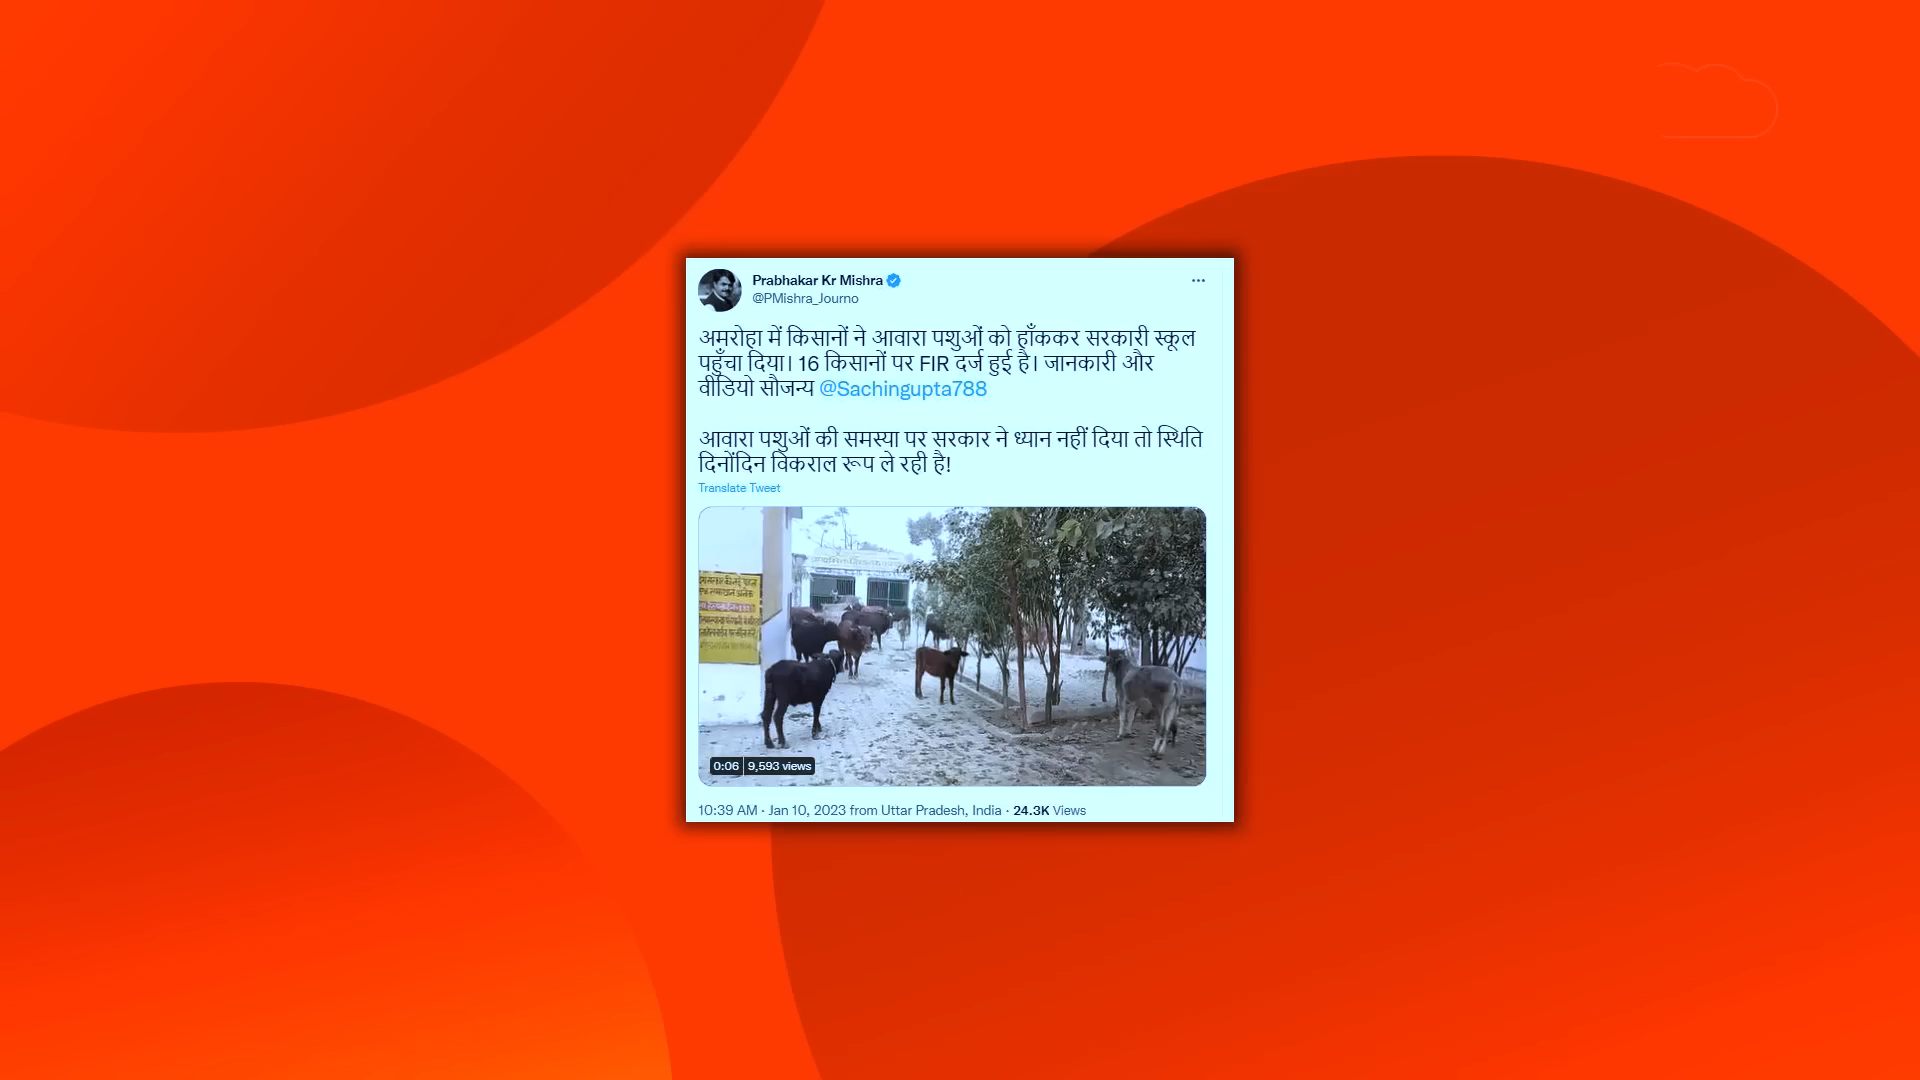 Prabhakar Kr Mishra
@PMishra_Journo
अमरोहा में किसानों ने आवारा पशुओं को हाँककर सरकारी स्कूल
पहुँचा दिया। 16 किसानों पर FIR दर्ज हुई है। जानकारी और
वीडियो सौजन्य @Sachingupta788
आवारा पशुओं की समस्या पर सरकार ने ध्यान नहीं दिया तो स्थिति
दिनोंदिन विकराल रूप ले रही है!
Translate Tweet
0:06 9,593 views
10:39 AM · Jan 10, 2023 from Uttar Pradesh, India · 24.3K Views